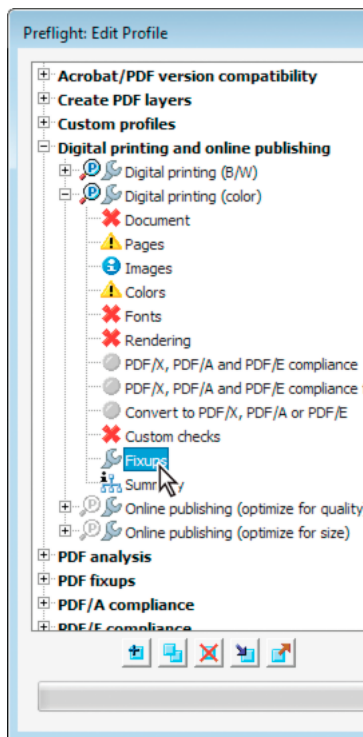 Preflight: Edit Profile
Acrobat/PDF version compatibility
Create PDF layers
Custom profiles
Digital printing and online publishing
Digital printing (B/W)
Digital printing (color)
Document
Pages
Images
Colors
Fonts
Rendering
PDF/X, PDF/A and PDF/E compliance
PDF/X, PDF/A and PDF/E compliance
Convert to PDF/X, PDF/A or PDF/E
Custom checks
Fixups
Summary
Online publishing (optimize for quality
Online publishing (optimize for size)
PDF analysis
PDF fixups
PDF/A compliance
PDF/E compliance